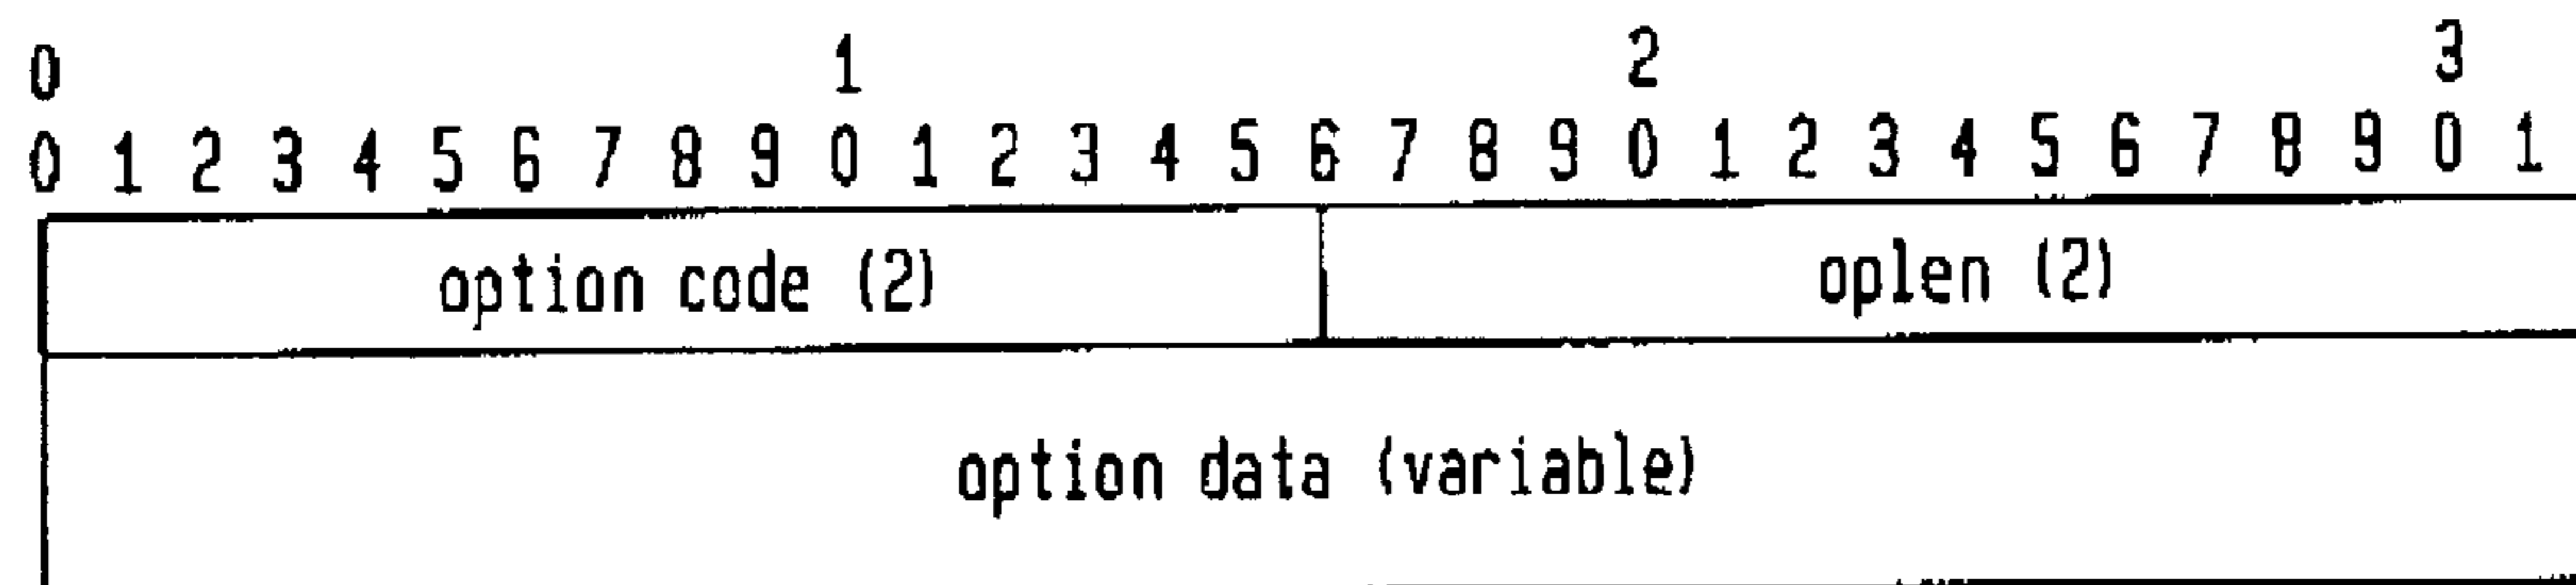 0 1 2 3
0 1 2 3 4 5 6 7 8 9 0 1 2 3 4 5 6 7 8 9 0 1 2 3 4 5 6 7 8 9 0 1
option code (2) oplen (2)
option data (variable)